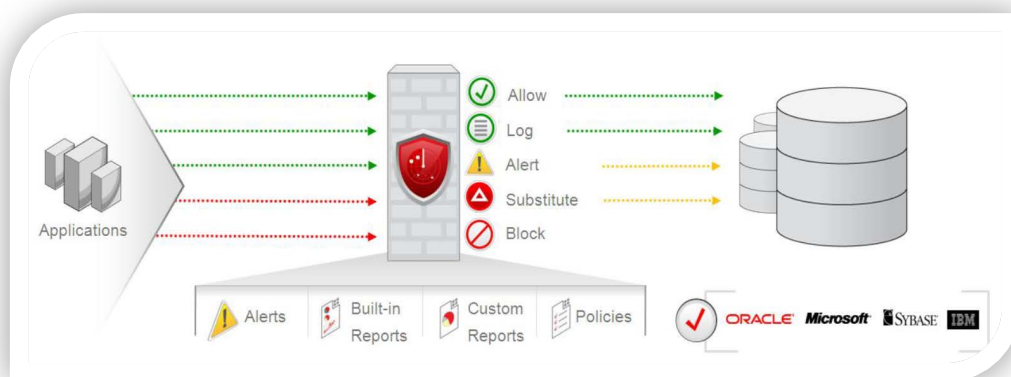 Applications
Allow
Log
Alert
Substitute
Block
Alerts
Built-in
Reports
Custom
Reports
Policies
ORACLE
Microsoft
SYBASE
IBM